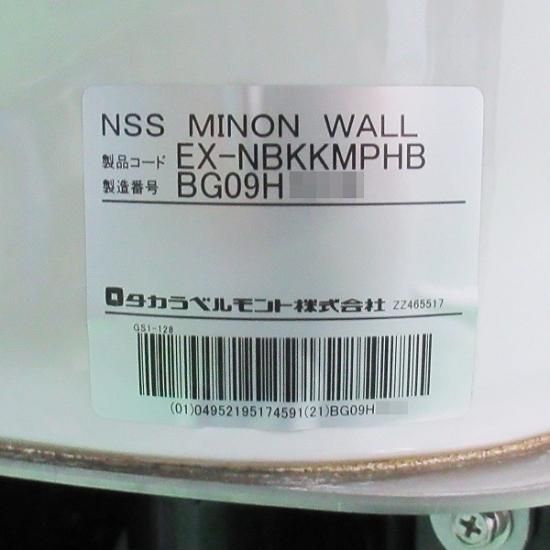 NSS MINON WALL
製品コード EX-NBKKMPHB
製造番号 BG09H
タカラベルモント株式会社 ZZ465517
GS1-128
(01)04952195174591(21)BG09H